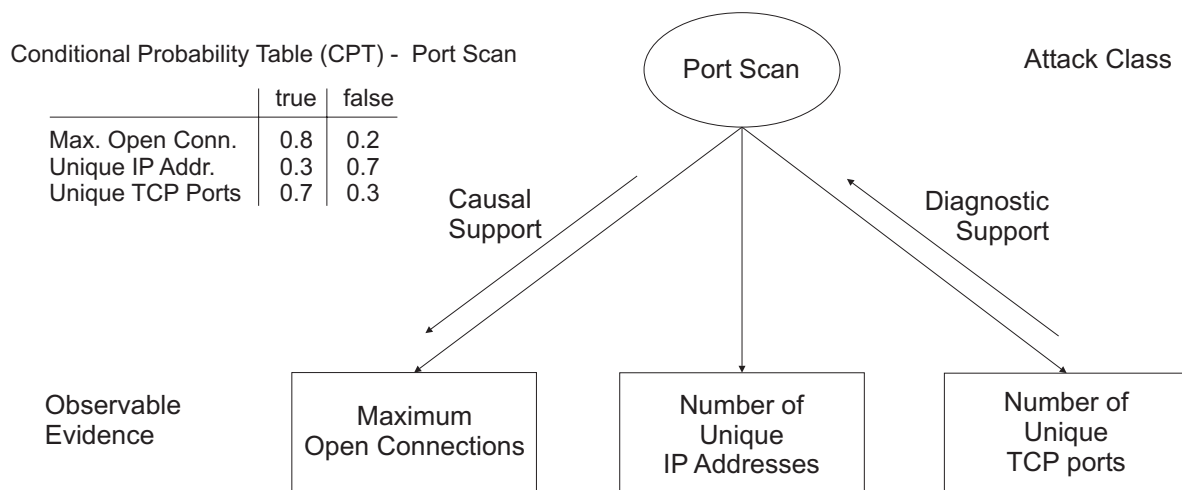 Conditional Probability Table (CPT) - Port Scan
true false
Max. Open Conn. 0.8 0.2
Unique IP Addr. 0.3 0.7
Unique TCP Ports 0.7 0.3
Port Scan
Attack Class
Causal
Support
Diagnostic
Support
Observable
Evidence
Maximum
Open Connections
Number of
Unique
IP Addresses
Number of
Unique
TCP ports